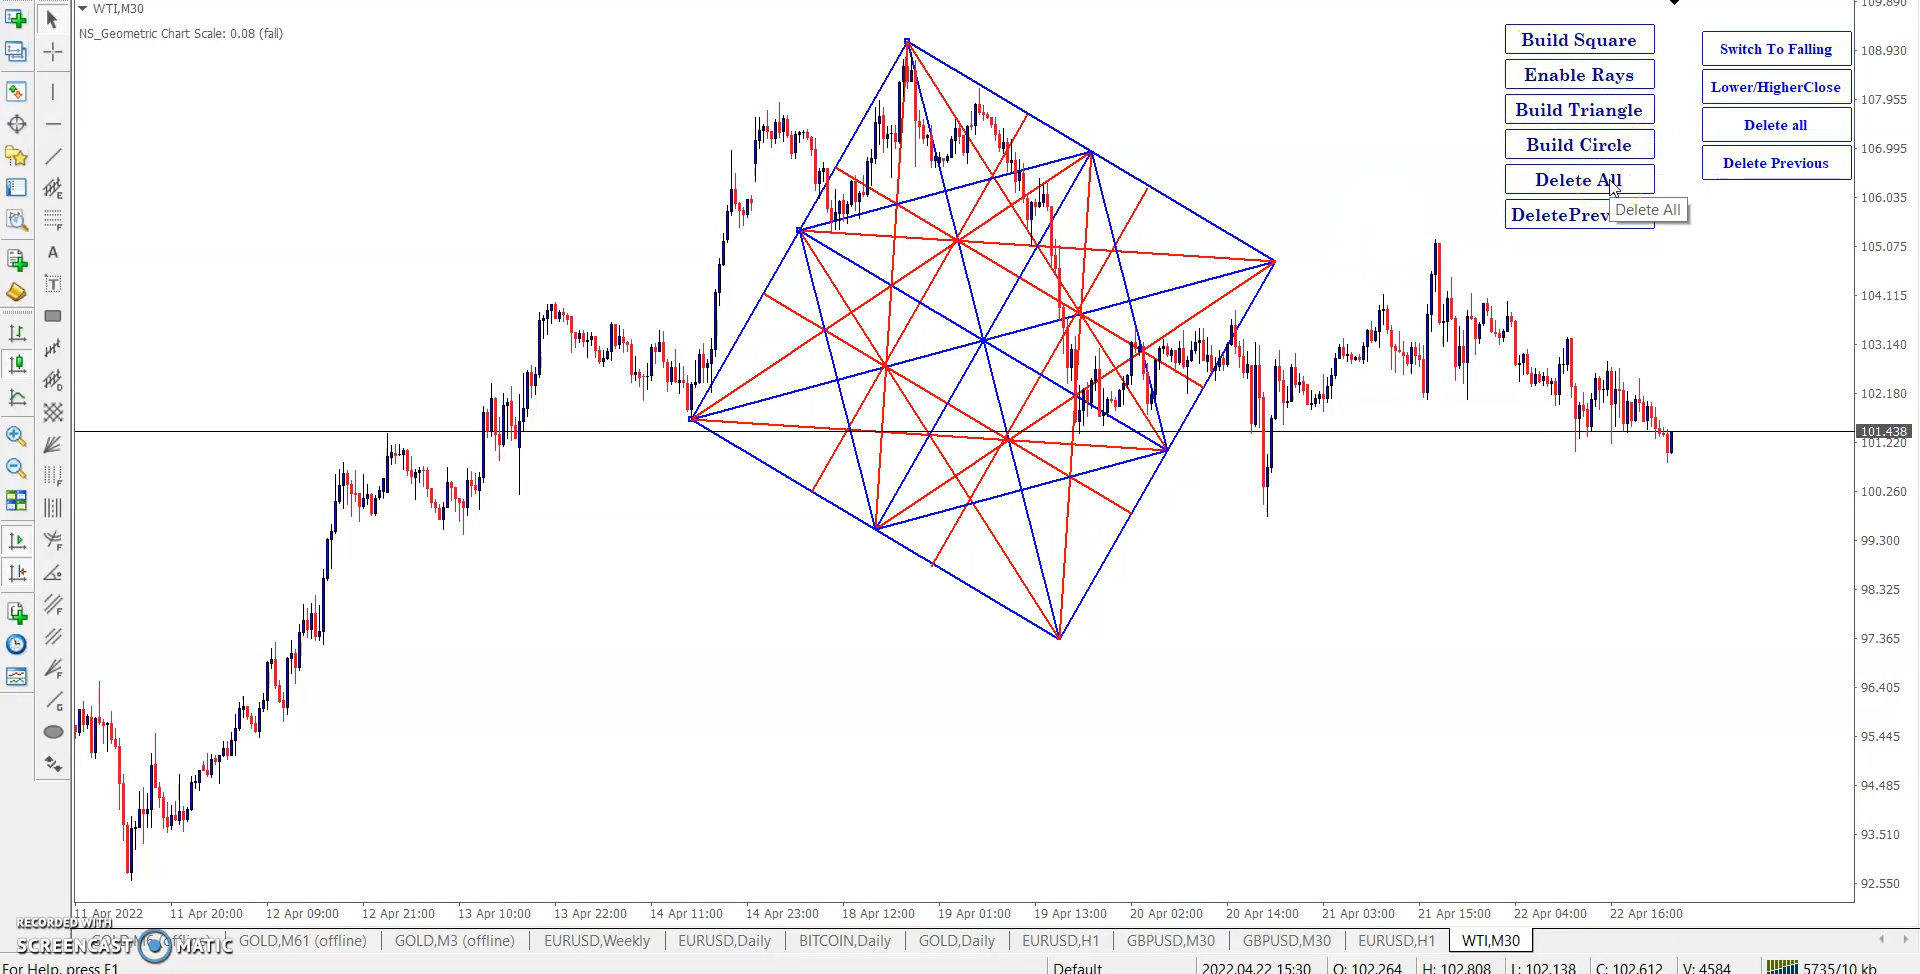 WTI,M30
NS_Geometric Chart Scale: 0.08 (fall)
Build Square
Enable Rays
Build Triangle
Build Circle
Delete All
DeletePrev
Delete All
Switch To Falling
Lower/HigherClose
Delete all
Delete Previous
109.890
108.930
107.955
106.995
106.035
105.075
104.115
103.140
102.180
101.438
101.220
100.260
99.300
98.325
97.365
96.405
95.445
94.485
93.510
92.550
11 Apr 2022
11 Apr 20:00
12 Apr 09:00
12 Apr 21:00
13 Apr 10:00
13 Apr 22:00
14 Apr 11:00
14 Apr 23:00
18 Apr 12:00
19 Apr 01:00
19 Apr 13:00
20 Apr 02:00
20 Apr 14:00
21 Apr 03:00
21 Apr 15:00
22 Apr 04:00
22 Apr 16:00
RECORDED WITH
SCREENCAST MATIC
GOLD,M61 (offline)
GOLD,M3 (offline)
EURUSD,Weekly
EURUSD,Daily
BITCOIN,Daily
GOLD,Daily
EURUSD,H1
GBPUSD,M30
GBPUSD,M30
EURUSD,H1
WTI,M30
For Help, press F1
Default
2022.04.22 15:30
O: 102.264
H: 102.808
L: 102.138
C: 102.612
V: 4584
5735/10 kb